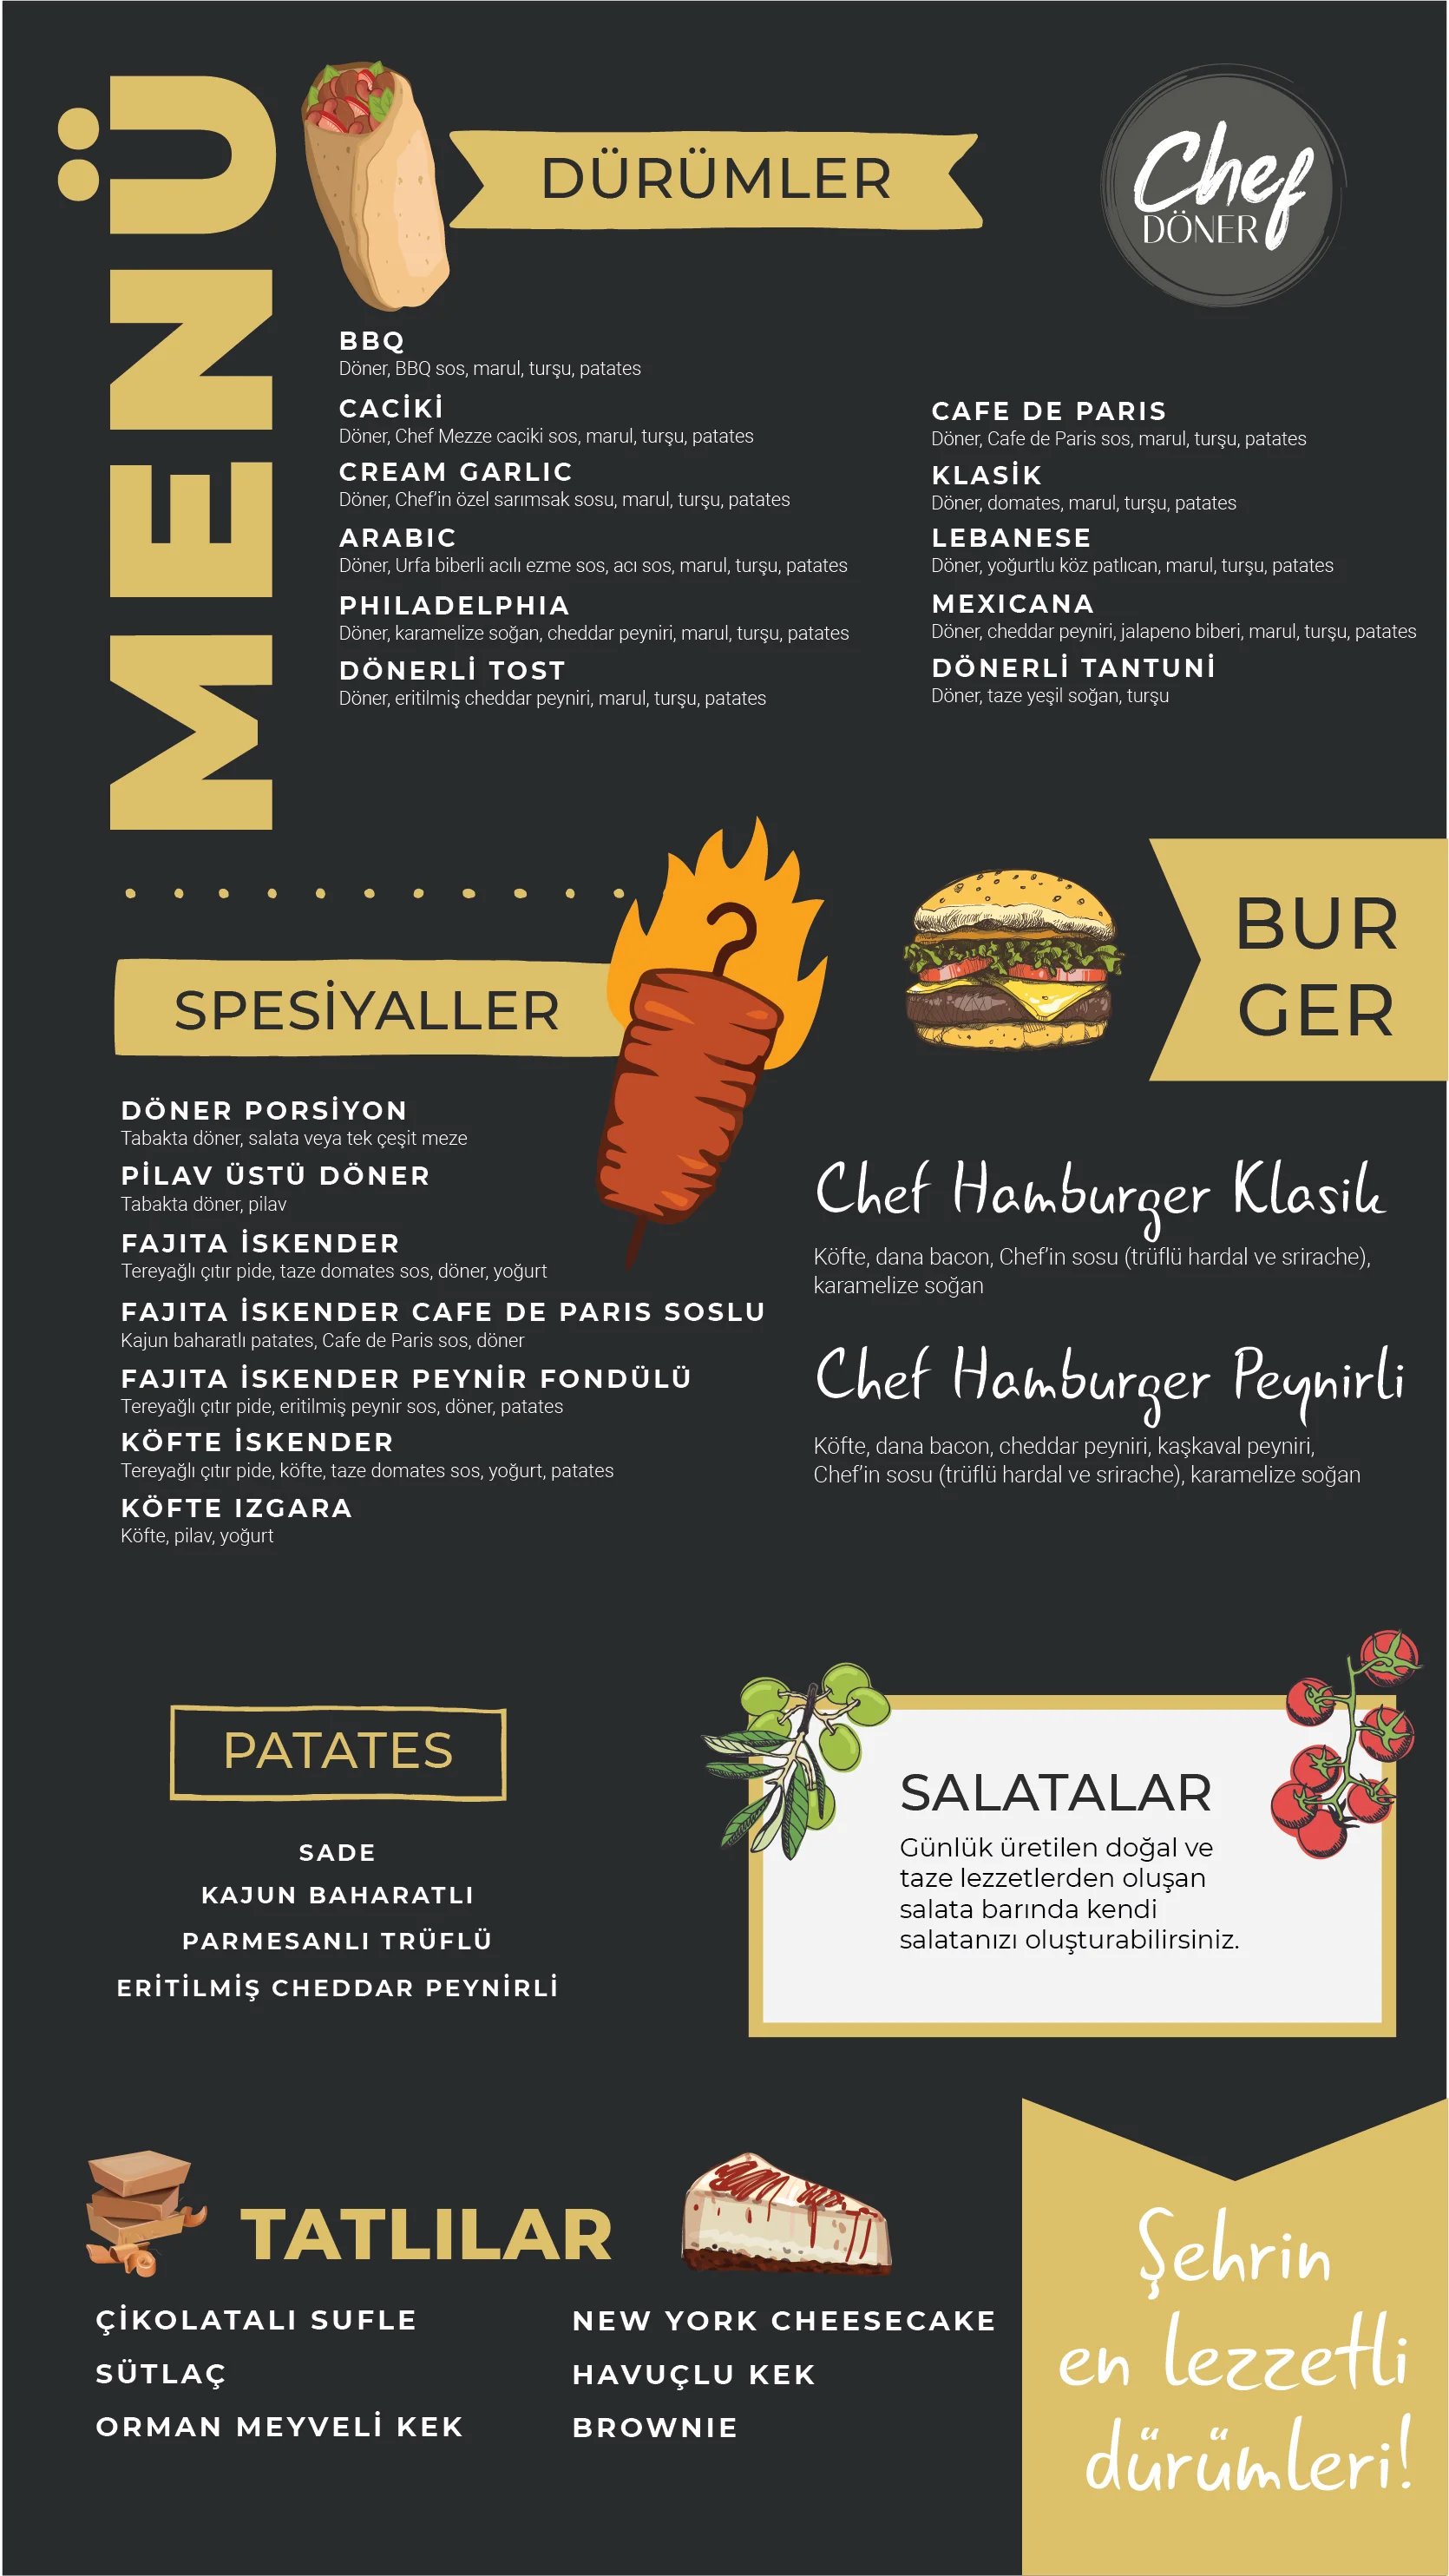 MENÜ
DÜRÜMLER
Chef
DÖNER
BBQ
Döner, BBQ sos, marul, turşu, patates
CACİKİ
Döner, Chef Mezze caciki sos, marul, turşu, patates
CREAM GARLIC
Döner, Chef'in özel sarımsak sosu, marul, turşu, patates
ARABIC
Döner, Urfa biberli acılı ezme sos, acı sos, marul, turşu, patates
PHILADELPHIA
Döner, karamelize soğan, cheddar peyniri, marul, turşu, patates
DÖNERLİ TOST
Döner, eritilmiş cheddar peyniri, marul, turşu, patates
CAFE DE PARIS
Döner, Cafe de Paris sos, marul, turşu, patates
KLASİK
Döner, domates, marul, turşu, patates
LEBANESE
Döner, yoğurtlu köz patlıcan, marul, turşu, patates
MEXICANA
Döner, cheddar peyniri, jalapeno biberi, marul, turşu, patates
DÖNERLİ TANTUNİ
Döner, taze yeşil soğan, turşu
SPESİYALLER
DÖNER PORSİYON
Tabakta döner, salata veya tek çeşit meze
PİLAV ÜSTÜ DÖNER
Tabakta döner, pilav
FAJITA İSKENDER
Tereyağlı çıtır pide, taze domates sos, döner, yoğurt
FAJITA İSKENDER CAFE DE PARIS SOSLU
Kajun baharatlı patates, Cafe de Paris sos, döner
FAJITA İSKENDER PEYNİR FONDÜLÜ
Tereyağlı çıtır pide, eritilmiş peynir sos, döner, patates
KÖFTE İSKENDER
Tereyağlı çıtır pide, köfte, taze domates sos, yoğurt, patates
KÖFTE IZGARA
Köfte, pilav, yoğurt
BUR
GER
Chef Hamburger Klasik
Köfte, dana bacon, Chef'in sosu (trüflü hardal ve srirache),
karamelize soğan
Chef Hamburger Peynirli
Köfte, dana bacon, cheddar peyniri, kaşkaval peyniri,
Chef'in sosu (trüflü hardal ve srirache), karamelize soğan
PATATES
SADE
KAJUN BAHARATLI
PARMESANLI TRÜFLÜ
ERİTİLMİŞ CHEDDAR PEYNİRLİ
SALATALAR
Günlük üretilen doğal ve
taze lezzetlerden oluşan
salata barında kendi
salatanızı oluşturabilirsiniz.
TATLILAR
ÇİKOLATALI SUFLE
SÜTLAÇ
ORMAN MEYVELİ KEK
NEW YORK CHEESECAKE
HAVUÇLU KEK
BROWNIE
Şehrin
en lezzetli
dürümleri!